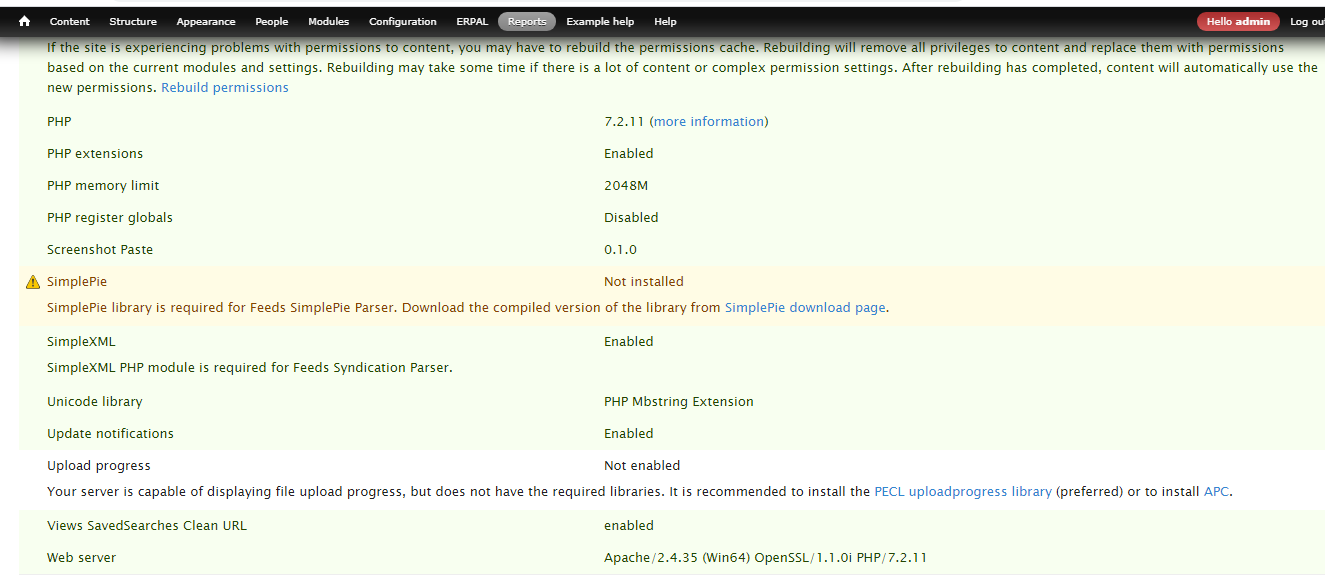 Content Structure Appearance People Modules Configuration ERPAL Reports Example help Help Hello admin Log out
If the site is experiencing problems with permissions to content, you may have to rebuild the permissions cache. Rebuilding will remove all privileges to content and replace them with permissions
based on the current modules and settings. Rebuilding may take some time if there is a lot of content or complex permission settings. After rebuilding has completed, content will automatically use the
new permissions. Rebuild permissions
PHP 7.2.11 (more information)
PHP extensions Enabled
PHP memory limit 2048M
PHP register globals Disabled
Screenshot Paste 0.1.0
SimplePie Not installed
SimplePie library is required for Feeds SimplePie Parser. Download the compiled version of the library from SimplePie download page.
SimpleXML Enabled
SimpleXML PHP module is required for Feeds Syndication Parser.
Unicode library PHP Mbstring Extension
Update notifications Enabled
Upload progress Not enabled
Your server is capable of displaying file upload progress, but does not have the required libraries. It is recommended to install the PECL uploadprogress library (preferred) or to install APC.
Views SavedSearches Clean URL enabled
Web server Apache/2.4.35 (Win64) OpenSSL/1.1.0i PHP/7.2.11